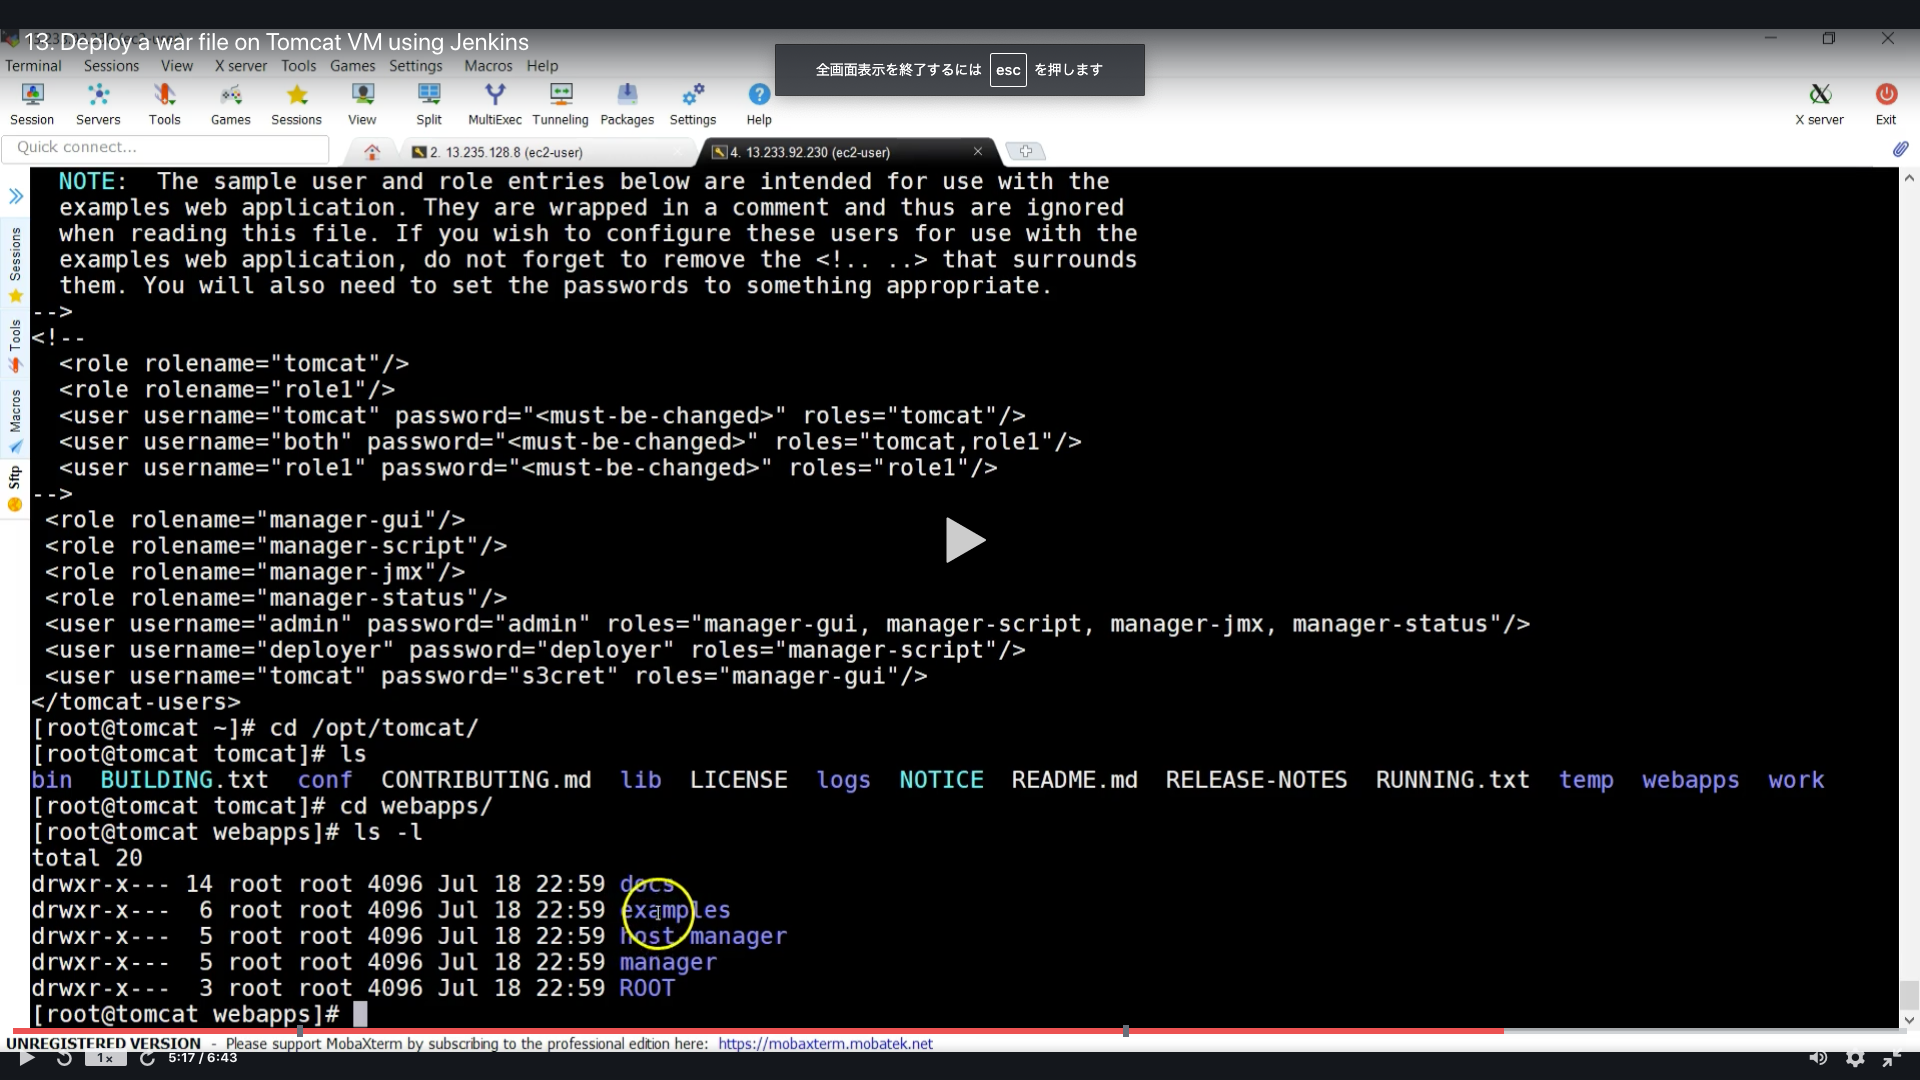 13. Deploy a war file on Tomcat VM using Jenkins
全画面表示を終了するには esc を押します
Terminal Sessions View X server Tools Games Settings Macros Help
Session Servers Tools Games Sessions View Split MultiExec Tunneling Packages Settings Help X server Exit
Quick connect...
2. 13.235.128.8 (ec2-user)
4. 13.233.92.230 (ec2-user)
Sessions
Tools
Macros
Sftp
NOTE:  The sample user and role entries below are intended for use with the
examples web application. They are wrapped in a comment and thus are ignored
when reading this file. If you wish to configure these users for use with the
examples web application, do not forget to remove the <!.. ..> that surrounds
them. You will also need to set the passwords to something appropriate.
-->
<!--
<role rolename="tomcat"/>
<role rolename="role1"/>
<user username="tomcat" password="<must-be-changed>" roles="tomcat"/>
<user username="both" password="<must-be-changed>" roles="tomcat,role1"/>
<user username="role1" password="<must-be-changed>" roles="role1"/>
-->
<role rolename="manager-gui"/>
<role rolename="manager-script"/>
<role rolename="manager-jmx"/>
<role rolename="manager-status"/>
<user username="admin" password="admin" roles="manager-gui, manager-script, manager-jmx, manager-status"/>
<user username="deployer" password="deployer" roles="manager-script"/>
<user username="tomcat" password="s3cret" roles="manager-gui"/>
</tomcat-users>
[root@tomcat ~]# cd /opt/tomcat/
[root@tomcat tomcat]# ls
bin  BUILDING.txt  conf  CONTRIBUTING.md  lib  LICENSE  logs  NOTICE  README.md  RELEASE-NOTES  RUNNING.txt  temp  webapps  work
[root@tomcat tomcat]# cd webapps/
[root@tomcat webapps]# ls -l
total 20
drwxr-x--- 14 root root 4096 Jul 18 22:59 docs
drwxr-x---  6 root root 4096 Jul 18 22:59 examples
drwxr-x---  5 root root 4096 Jul 18 22:59 host-manager
drwxr-x---  5 root root 4096 Jul 18 22:59 manager
drwxr-x---  3 root root 4096 Jul 18 22:59 ROOT
[root@tomcat webapps]#
UNREGISTERED VERSION - Please support MobaXterm by subscribing to the professional edition here: https://mobaxterm.mobatek.net
1x 5:17 / 6:43